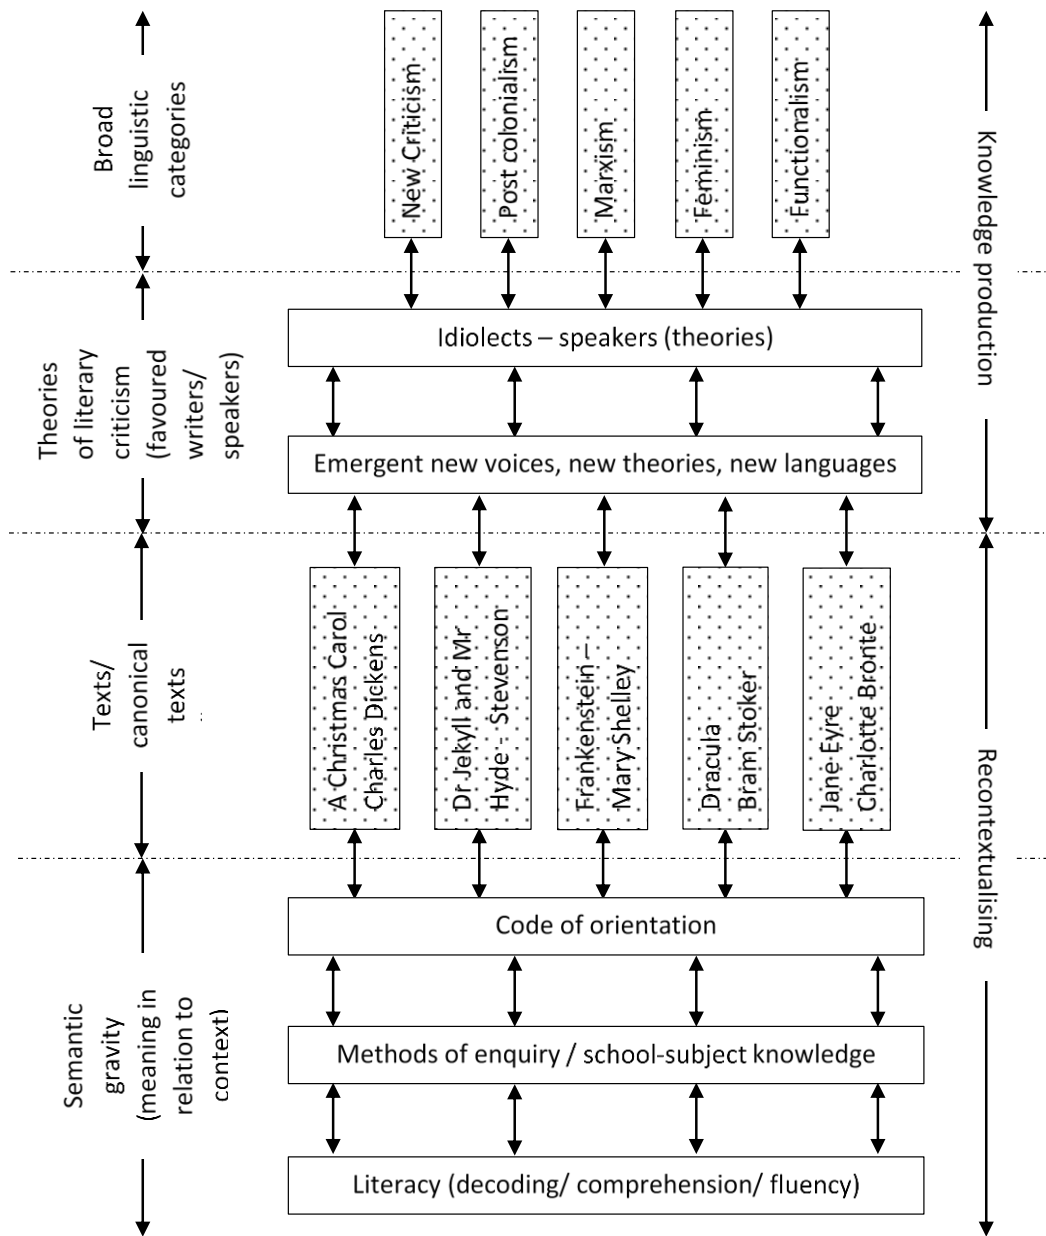 Broad
linguistic
categories
New Criticism
Post colonialism
Marxism
Feminism
Functionalism
Knowledge production
Idiolects – speakers (theories)
Theories
of literary
criticism
(favoured
writers/
speakers)
Emergent new voices, new theories, new languages
Texts/
canonical
texts
A Christmas Carol
Charles Dickens
Dr Jekyll and Mr
Hyde - Stevenson
Frankenstein –
Mary Shelley
Dracula
Bram Stoker
Jane Eyre
Charlotte Bronte
Recontextualising
Code of orientation
Semantic
gravity
(meaning in
relation to
context)
Methods of enquiry / school-subject knowledge
Literacy (decoding/ comprehension/ fluency)